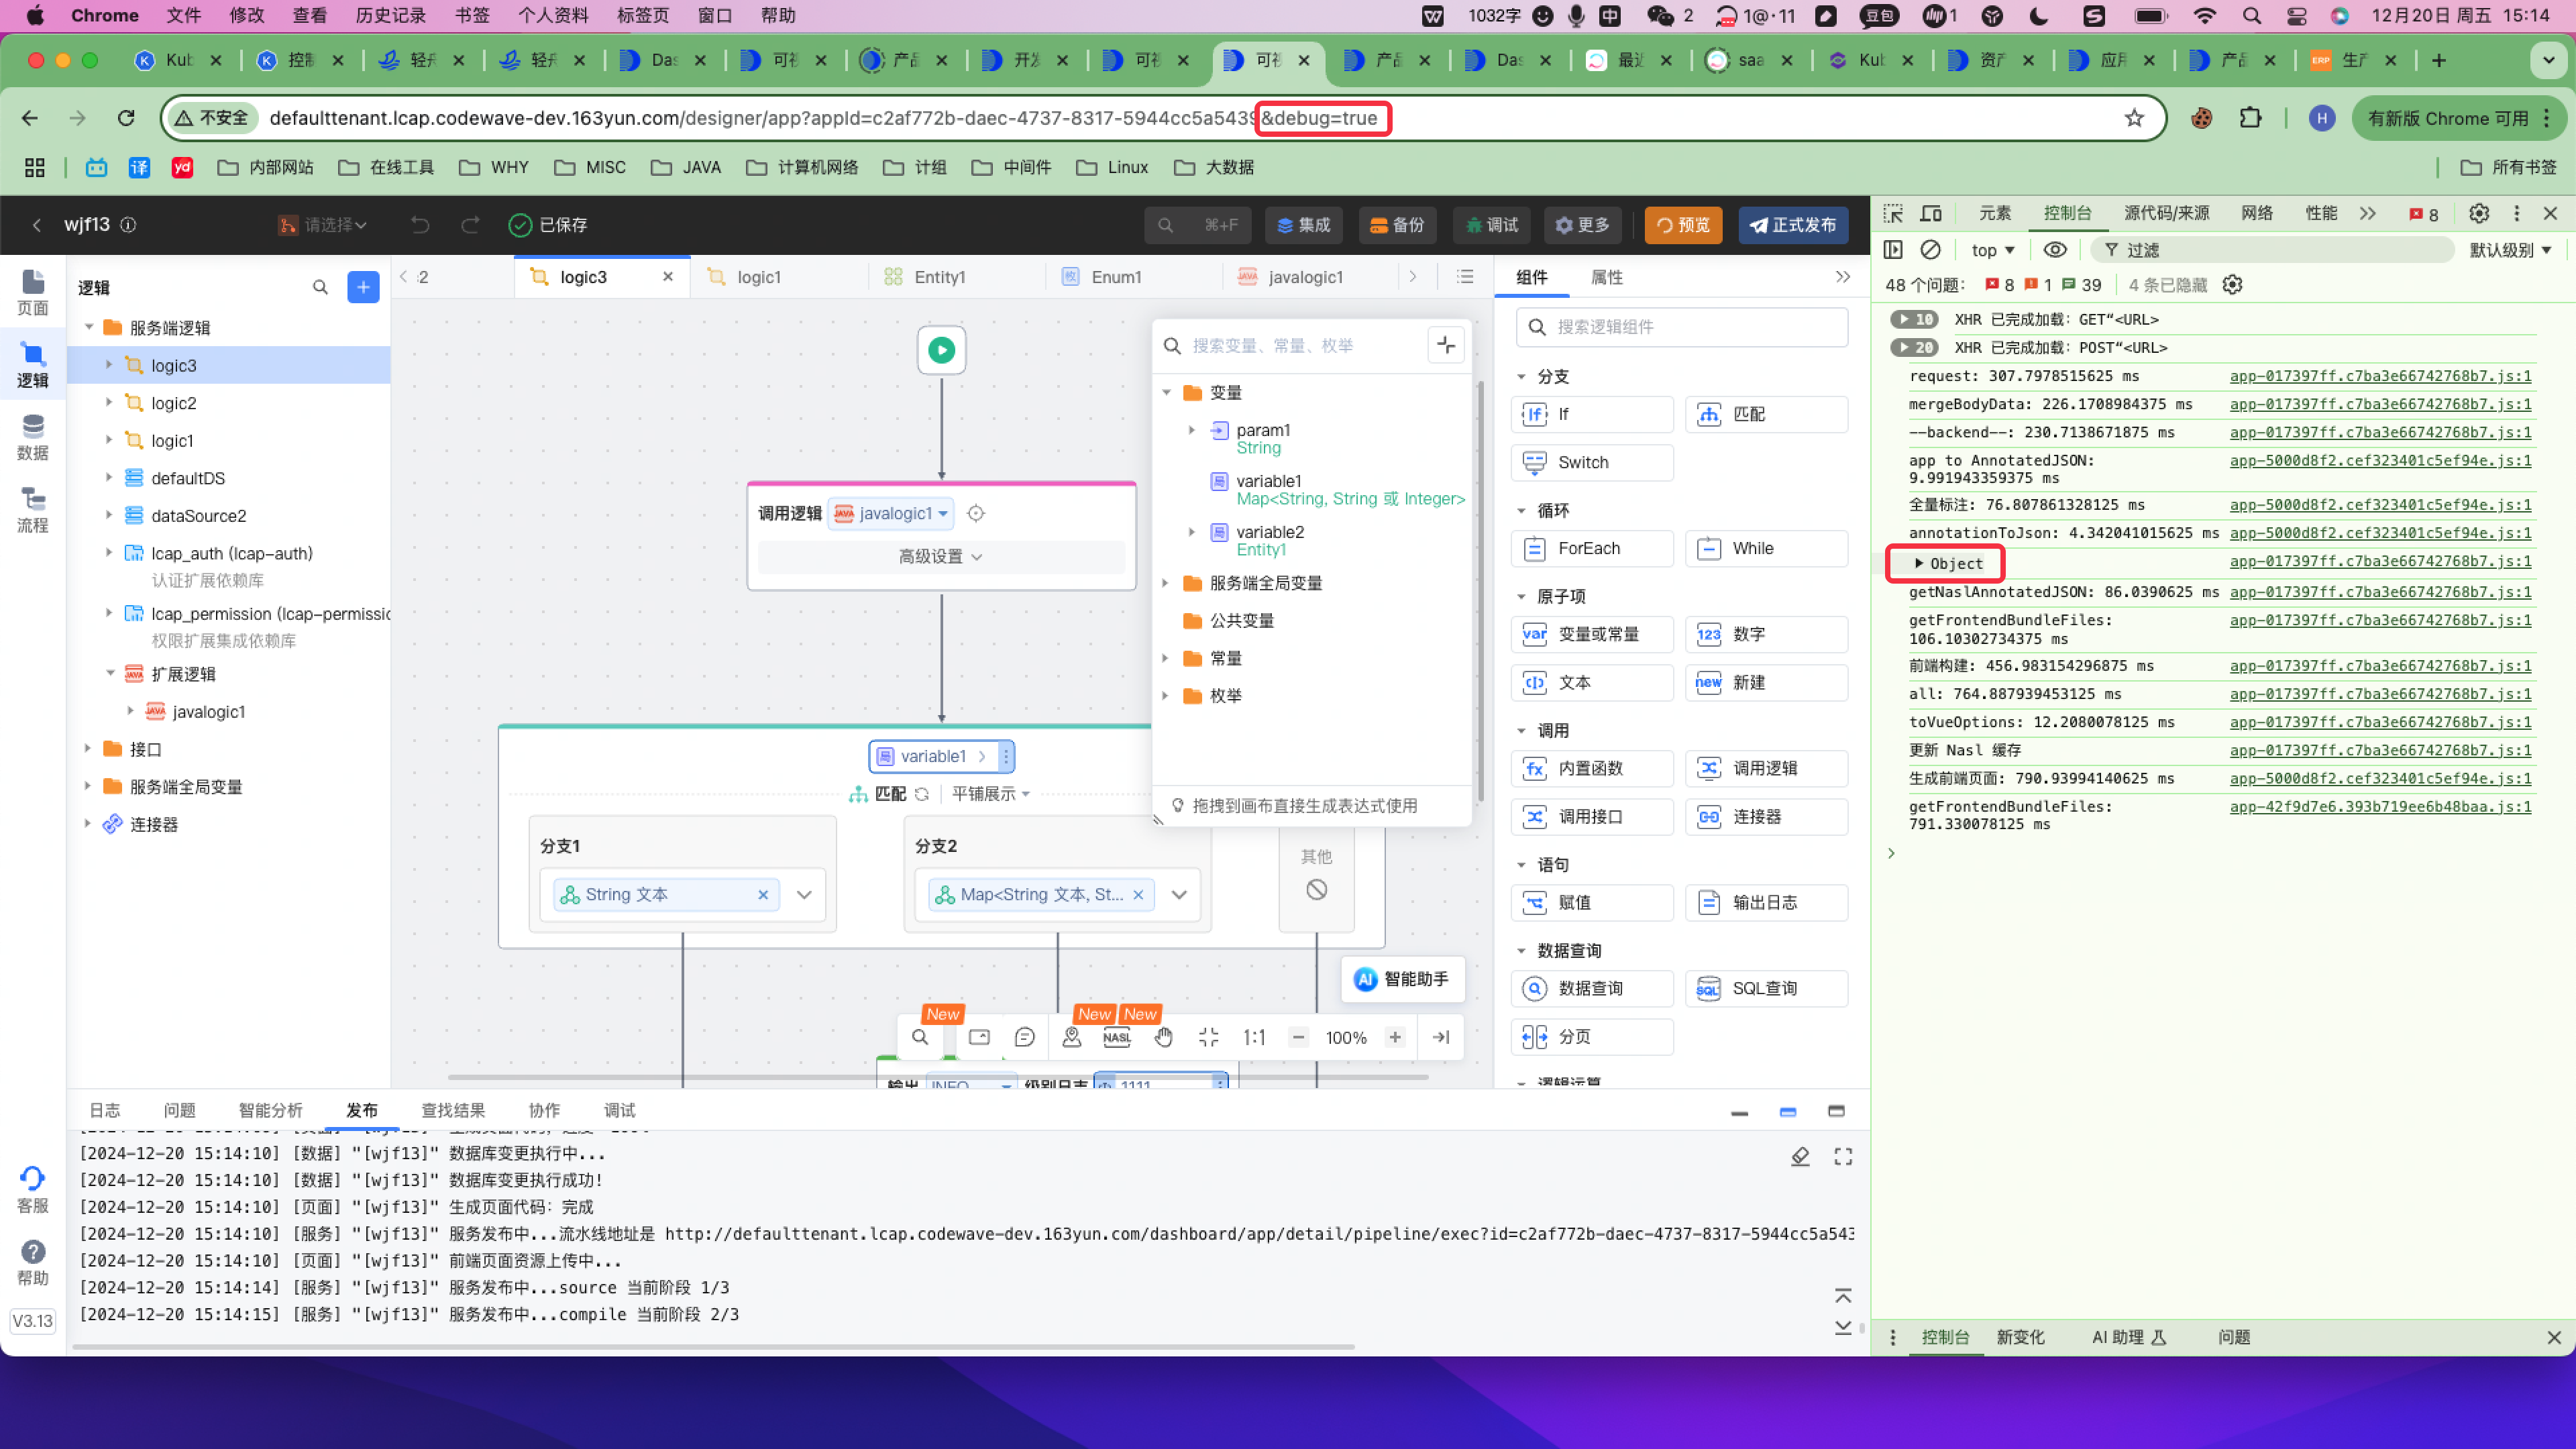 Chrome 文件 修改 查看 历史记录 书签 个人资料 标签页 窗口 帮助 1032字 中 2 1@·11 豆包 1 12月20日 周五 15:14
Kub 控制 轻舟 轻舟 Das 可视 产品 开发 可视 可视 产品 Das 最近 saa Kub 资产 应用 产品 ERP 生产
不安全 defaulttenant.lcap.codewave-dev.163yun.com/designer/app?appId=c2af772b-daec-4737-8317-5944cc5a5439&debug=true H 有新版 Chrome 可用
译 yd 内部网站 在线工具 WHY MISC JAVA 计算机网络 计组 中间件 Linux 大数据 所有书签
wjf13 请选择 已保存 ⌘+F 集成 备份 调试 更多 预览 正式发布
页面
逻辑
数据
流程
客服
帮助
V3.13
逻辑
服务端逻辑
logic3
logic2
logic1
defaultDS
dataSource2
lcap_auth (lcap-auth)
认证扩展依赖库
lcap_permission (lcap-permissio
权限扩展集成依赖库
JAVA 扩展逻辑
JAVA javalogic1
接口
服务端全局变量
连接器
:2 logic3 logic1 Entity1 枚 Enum1 JAVA javalogic1
调用逻辑 JAVA javalogic1
高级设置
局 variable1
匹配 平铺展示
分支1
String 文本
分支2
Map<String 文本, St...
其他
输出 INFO 级别日志 1111
搜索变量、常量、枚举
变量
param1
String
局 variable1
Map<String, String 或 Integer>
局 variable2
Entity1
服务端全局变量
公共变量
常量
枚举
拖拽到画布直接生成表达式使用
AI 智能助手
New New New
NASL 1:1 100%
组件 属性
搜索逻辑组件
分支
If If 匹配
Switch
循环
ForEach While
原子项
var 变量或常量 123 数字
文本 new 新建
调用
fx 内置函数 调用逻辑
调用接口 连接器
语句
赋值 输出日志
数据查询
数据查询 SQL SQL查询
分页
逻辑运算
日志 问题 智能分析 发布 查找结果 协作 调试
[2024-12-20 15:14:10] [数据] "[wjf13]" 数据库变更执行中...
[2024-12-20 15:14:10] [数据] "[wjf13]" 数据库变更执行成功!
[2024-12-20 15:14:10] [页面] "[wjf13]" 生成页面代码: 完成
[2024-12-20 15:14:10] [服务] "[wjf13]" 服务发布中...流水线地址是 http://defaulttenant.lcap.codewave-dev.163yun.com/dashboard/app/detail/pipeline/exec?id=c2af772b-daec-4737-8317-5944cc5a543
[2024-12-20 15:14:10] [页面] "[wjf13]" 前端页面资源上传中...
[2024-12-20 15:14:14] [服务] "[wjf13]" 服务发布中...source 当前阶段 1/3
[2024-12-20 15:14:15] [服务] "[wjf13]" 服务发布中...compile 当前阶段 2/3
元素 控制台 源代码/来源 网络 性能 8
top 过滤 默认级别
48 个问题: 8 1 39 4 条已隐藏
10 XHR 已完成加载: GET“<URL>
20 XHR 已完成加载: POST“<URL>
request: 307.7978515625 ms app-017397ff.c7ba3e66742768b7.js:1
mergeBodyData: 226.1708984375 ms app-017397ff.c7ba3e66742768b7.js:1
--backend--: 230.7138671875 ms app-017397ff.c7ba3e66742768b7.js:1
app to AnnotatedJSON: app-5000d8f2.cef323401c5ef94e.js:1
9.991943359375 ms
全量标注: 76.807861328125 ms app-5000d8f2.cef323401c5ef94e.js:1
annotationToJson: 4.342041015625 ms app-5000d8f2.cef323401c5ef94e.js:1
Object app-017397ff.c7ba3e66742768b7.js:1
getNaslAnnotatedJSON: 86.0390625 ms app-017397ff.c7ba3e66742768b7.js:1
getFrontendBundleFiles: app-017397ff.c7ba3e66742768b7.js:1
106.10302734375 ms
前端构建: 456.983154296875 ms app-017397ff.c7ba3e66742768b7.js:1
all: 764.887939453125 ms app-017397ff.c7ba3e66742768b7.js:1
toVueOptions: 12.2080078125 ms app-017397ff.c7ba3e66742768b7.js:1
更新 Nasl 缓存 app-017397ff.c7ba3e66742768b7.js:1
生成前端页面: 790.93994140625 ms app-5000d8f2.cef323401c5ef94e.js:1
getFrontendBundleFiles: app-42f9d7e6.393b719ee6b48baa.js:1
791.330078125 ms
控制台 新变化 AI 助理 问题